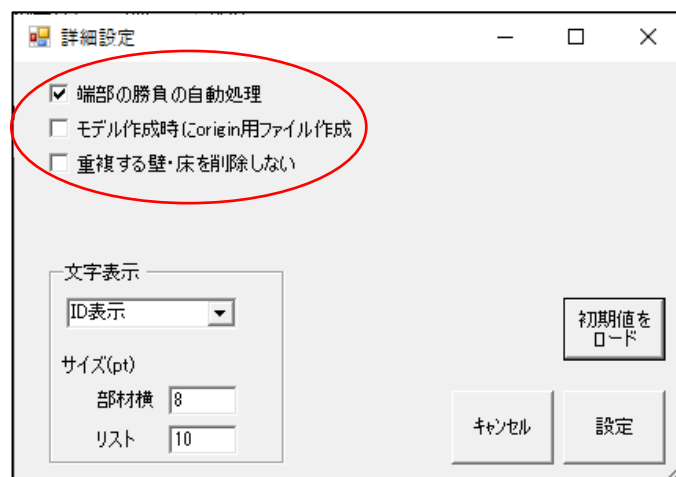 詳細設定
端部の勝負の自動処理
モデル作成時にorigin用ファイル作成
重複する壁・床を削除しない
文字表示
ID表示
サイズ(pt)
部材横 8
リスト 10
初期値を
ロード
キャンセル
設定